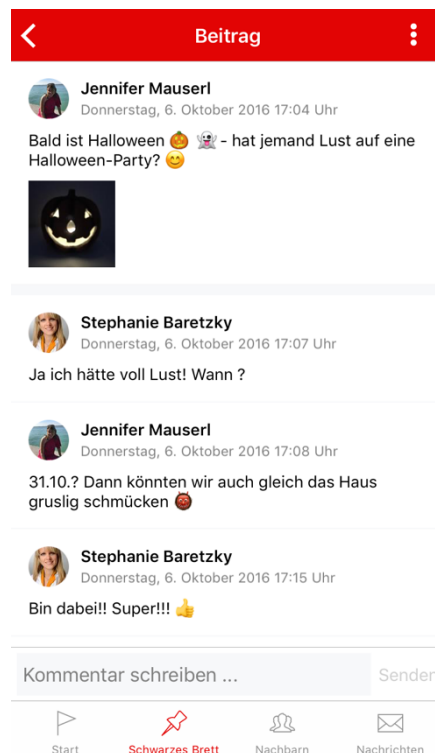 Beitrag
Jennifer Mauserl
Donnerstag, 6. Oktober 2016 17:04 Uhr
Bald ist Halloween 🎃 👻 - hat jemand Lust auf eine
Halloween-Party? 😊
Stephanie Baretzky
Donnerstag, 6. Oktober 2016 17:07 Uhr
Ja ich hätte voll Lust! Wann ?
Jennifer Mauserl
Donnerstag, 6. Oktober 2016 17:08 Uhr
31.10.? Dann könnten wir auch gleich das Haus
gruslig schmücken 👹
Stephanie Baretzky
Donnerstag, 6. Oktober 2016 17:15 Uhr
Bin dabei!! Super!!! 👍
Kommentar schreiben ...
Senden
Start
Schwarzes Brett
Nachbarn
Nachrichten